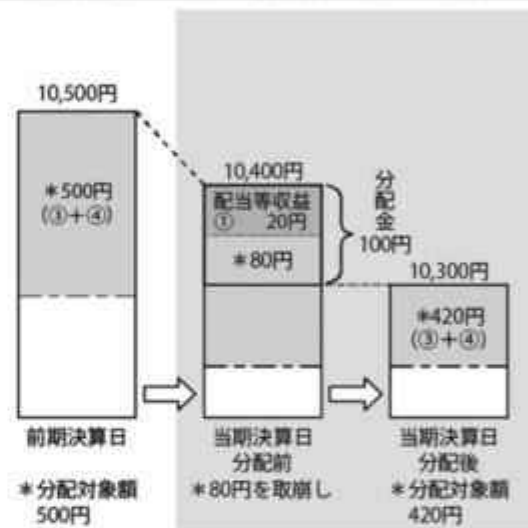 10,500円
*500円
(③+④)
前期決算日
*分配対象額
500円
10,400円
配当等収益
① 20円
*80円
分配金
100円
当期決算日
分配前
*80円を取崩し
10,300円
*420円
(③+④)
当期決算日
分配後
*分配対象額
420円